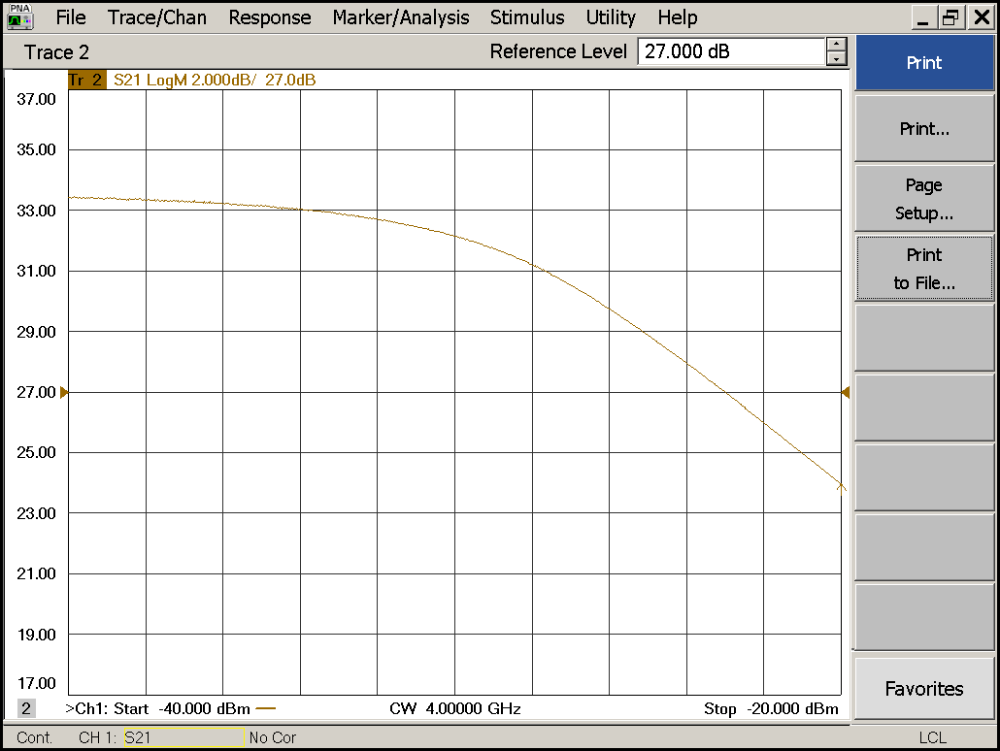 PNA
File Trace/Chan Response Marker/Analysis Stimulus Utility Help
Trace 2 Reference Level 27.000 dB
Print
Tr 2 S21 LogM 2.000dB/ 27.0dB
37.00
Print...
35.00
Page
Setup...
33.00
Print
to File...
31.00
29.00
27.00
25.00
23.00
21.00
19.00
17.00
Favorites
2 >Ch1: Start -40.000 dBm CW 4.00000 GHz Stop -20.000 dBm
Cont. CH 1: S21 No Cor LCL